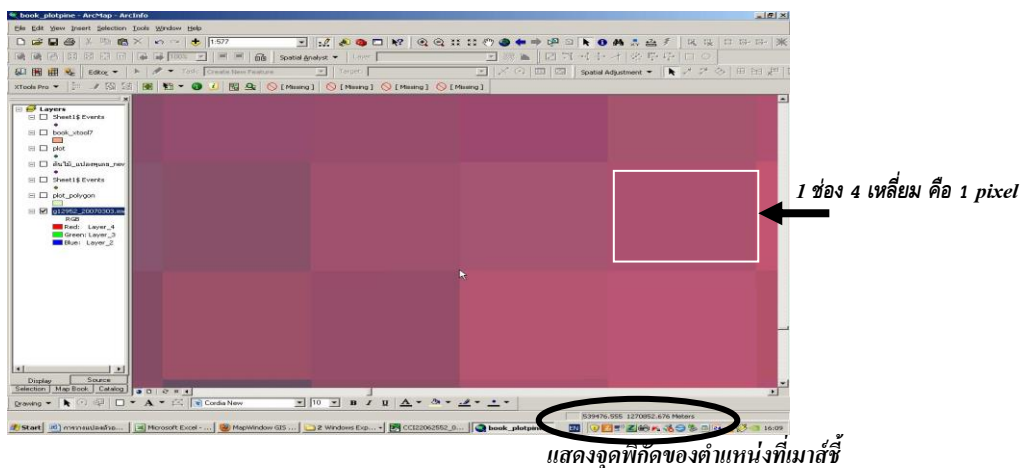 book_plotpine - ArcMap - ArcInfo
File Edit View Insert Selection Tools Window Help
1:577
100%
Spatial Analyst
Layer:
Editor
Task: Create New Feature
Target:
Spatial Adjustment
XTools Pro
[ Missing ] [ Missing ] [ Missing ] [ Missing ]
Layers
Sheet1$ Events
book_xtool7
plot
Sheet1$ Events
plot_polygon
RGB
Red: Layer_4
Green: Layer_3
Blue: Layer_2
1 ช่อง 4 เหลี่ยม คือ 1 pixel
Display Source
Selection Map Book Catalog
Drawing
A
Cordia New
10
B I U A
539476.555 1270852.676 Meters
Start
Microsoft Excel - ...
MapWindow GIS ...
2 Windows Exp...
CCI22062552_0...
book_plotpin
EN
16:09
แสดงจุดพิกัดของตำแหน่งที่เมาส์ชี้